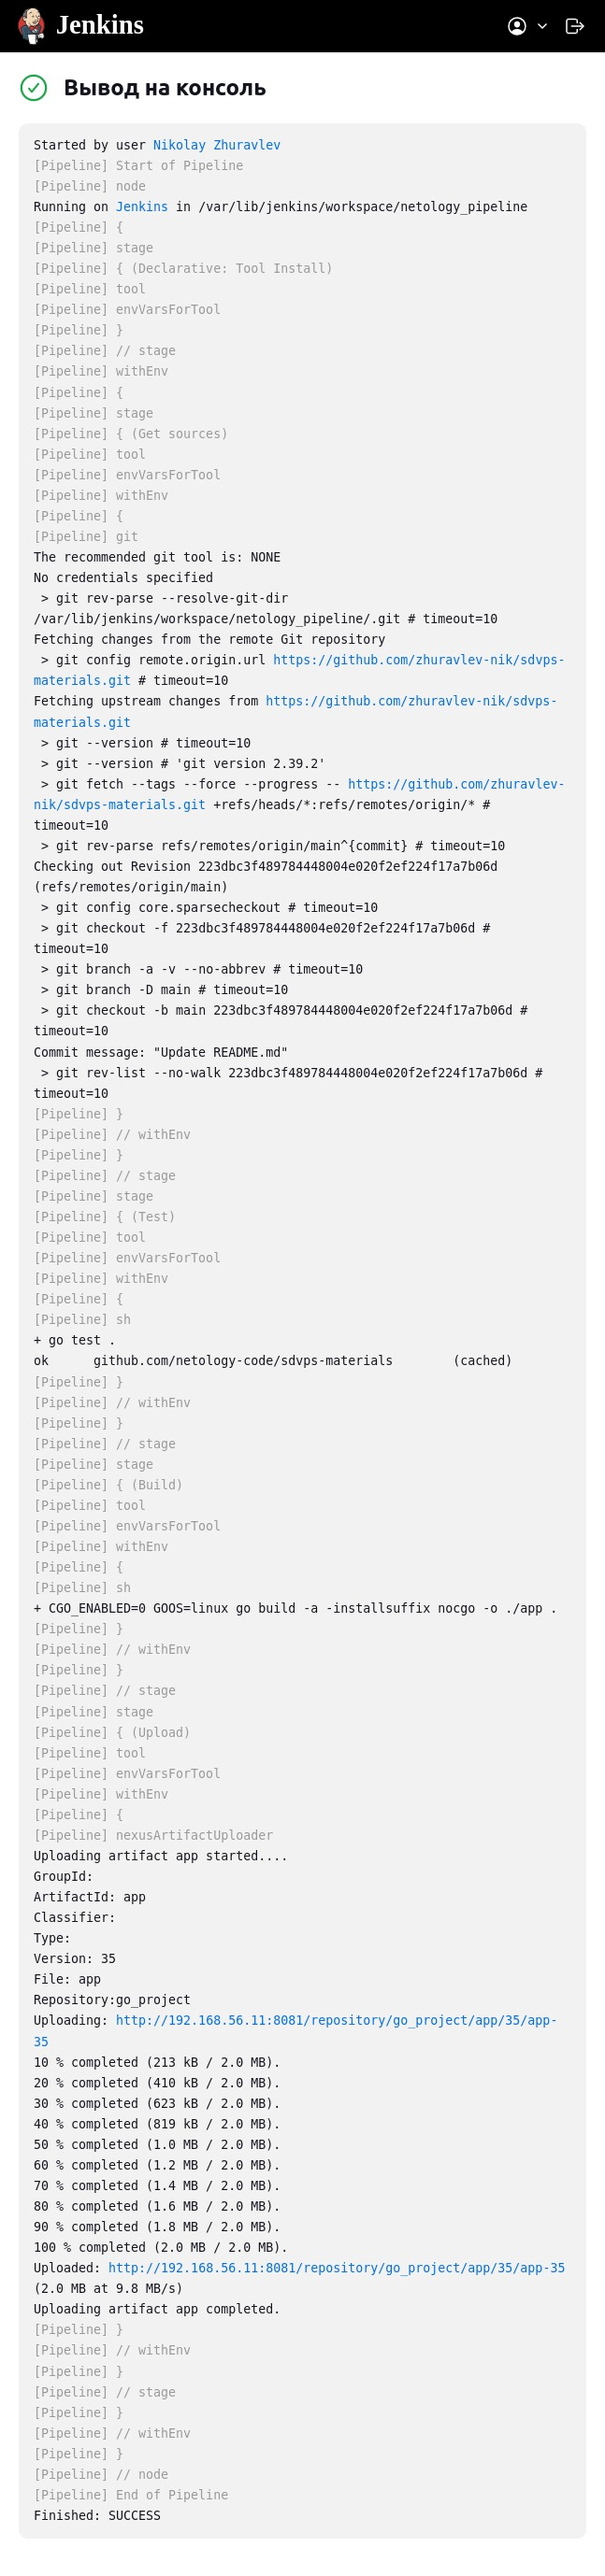 Jenkins
Вывод на консоль
Started by user Nikolay Zhuravlev
[Pipeline] Start of Pipeline
[Pipeline] node
Running on Jenkins in /var/lib/jenkins/workspace/netology_pipeline
[Pipeline] {
[Pipeline] stage
[Pipeline] { (Declarative: Tool Install)
[Pipeline] tool
[Pipeline] envVarsForTool
[Pipeline] }
[Pipeline] // stage
[Pipeline] withEnv
[Pipeline] {
[Pipeline] stage
[Pipeline] { (Get sources)
[Pipeline] tool
[Pipeline] envVarsForTool
[Pipeline] withEnv
[Pipeline] {
[Pipeline] git
The recommended git tool is: NONE
No credentials specified
 > git rev-parse --resolve-git-dir
/var/lib/jenkins/workspace/netology_pipeline/.git # timeout=10
Fetching changes from the remote Git repository
 > git config remote.origin.url https://github.com/zhuravlev-nik/sdvps-
materials.git # timeout=10
Fetching upstream changes from https://github.com/zhuravlev-nik/sdvps-
materials.git
 > git --version # timeout=10
 > git --version # 'git version 2.39.2'
 > git fetch --tags --force --progress -- https://github.com/zhuravlev-
nik/sdvps-materials.git +refs/heads/*:refs/remotes/origin/* #
timeout=10
 > git rev-parse refs/remotes/origin/main^{commit} # timeout=10
Checking out Revision 223dbc3f489784448004e020f2ef224f17a7b06d
(refs/remotes/origin/main)
 > git config core.sparsecheckout # timeout=10
 > git checkout -f 223dbc3f489784448004e020f2ef224f17a7b06d #
timeout=10
 > git branch -a -v --no-abbrev # timeout=10
 > git branch -D main # timeout=10
 > git checkout -b main 223dbc3f489784448004e020f2ef224f17a7b06d #
timeout=10
Commit message: "Update README.md"
 > git rev-list --no-walk 223dbc3f489784448004e020f2ef224f17a7b06d #
timeout=10
[Pipeline] }
[Pipeline] // withEnv
[Pipeline] }
[Pipeline] // stage
[Pipeline] stage
[Pipeline] { (Test)
[Pipeline] tool
[Pipeline] envVarsForTool
[Pipeline] withEnv
[Pipeline] {
[Pipeline] sh
+ go test .
ok      github.com/netology-code/sdvps-materials        (cached)
[Pipeline] }
[Pipeline] // withEnv
[Pipeline] }
[Pipeline] // stage
[Pipeline] stage
[Pipeline] { (Build)
[Pipeline] tool
[Pipeline] envVarsForTool
[Pipeline] withEnv
[Pipeline] {
[Pipeline] sh
+ CGO_ENABLED=0 GOOS=linux go build -a -installsuffix nocgo -o ./app .
[Pipeline] }
[Pipeline] // withEnv
[Pipeline] }
[Pipeline] // stage
[Pipeline] stage
[Pipeline] { (Upload)
[Pipeline] tool
[Pipeline] envVarsForTool
[Pipeline] withEnv
[Pipeline] {
[Pipeline] nexusArtifactUploader
Uploading artifact app started....
GroupId:
ArtifactId: app
Classifier:
Type:
Version: 35
File: app
Repository:go_project
Uploading: http://192.168.56.11:8081/repository/go_project/app/35/app-
35
10 % completed (213 kB / 2.0 MB).
20 % completed (410 kB / 2.0 MB).
30 % completed (623 kB / 2.0 MB).
40 % completed (819 kB / 2.0 MB).
50 % completed (1.0 MB / 2.0 MB).
60 % completed (1.2 MB / 2.0 MB).
70 % completed (1.4 MB / 2.0 MB).
80 % completed (1.6 MB / 2.0 MB).
90 % completed (1.8 MB / 2.0 MB).
100 % completed (2.0 MB / 2.0 MB).
Uploaded: http://192.168.56.11:8081/repository/go_project/app/35/app-35
(2.0 MB at 9.8 MB/s)
Uploading artifact app completed.
[Pipeline] }
[Pipeline] // withEnv
[Pipeline] }
[Pipeline] // stage
[Pipeline] }
[Pipeline] // withEnv
[Pipeline] }
[Pipeline] // node
[Pipeline] End of Pipeline
Finished: SUCCESS